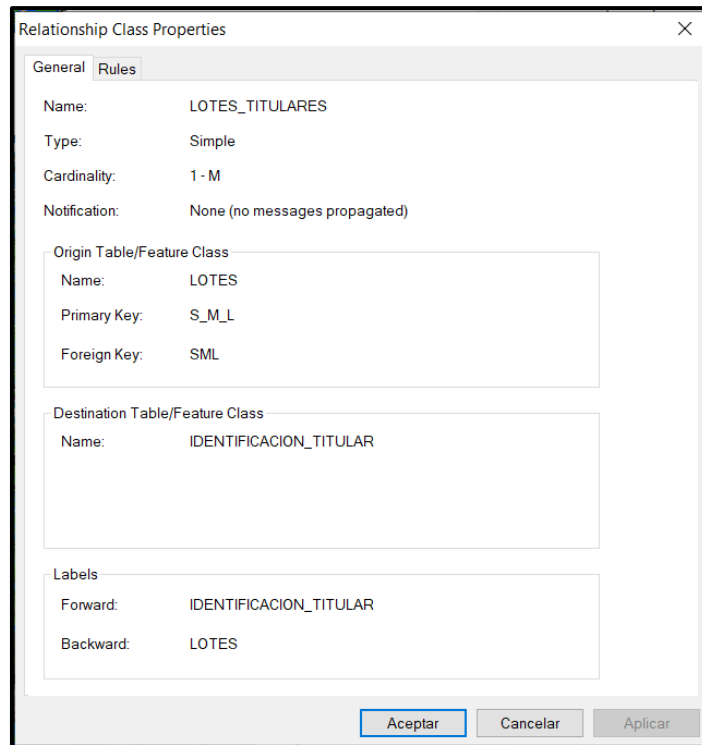 Relationship Class Properties
General Rules
Name: LOTES_TITULARES
Type: Simple
Cardinality: 1 - M
Notification: None (no messages propagated)
Origin Table/Feature Class
Name: LOTES
Primary Key: S_M_L
Foreign Key: SML
Destination Table/Feature Class
Name: IDENTIFICACION_TITULAR
Labels
Forward: IDENTIFICACION_TITULAR
Backward: LOTES
Aceptar Cancelar Aplicar